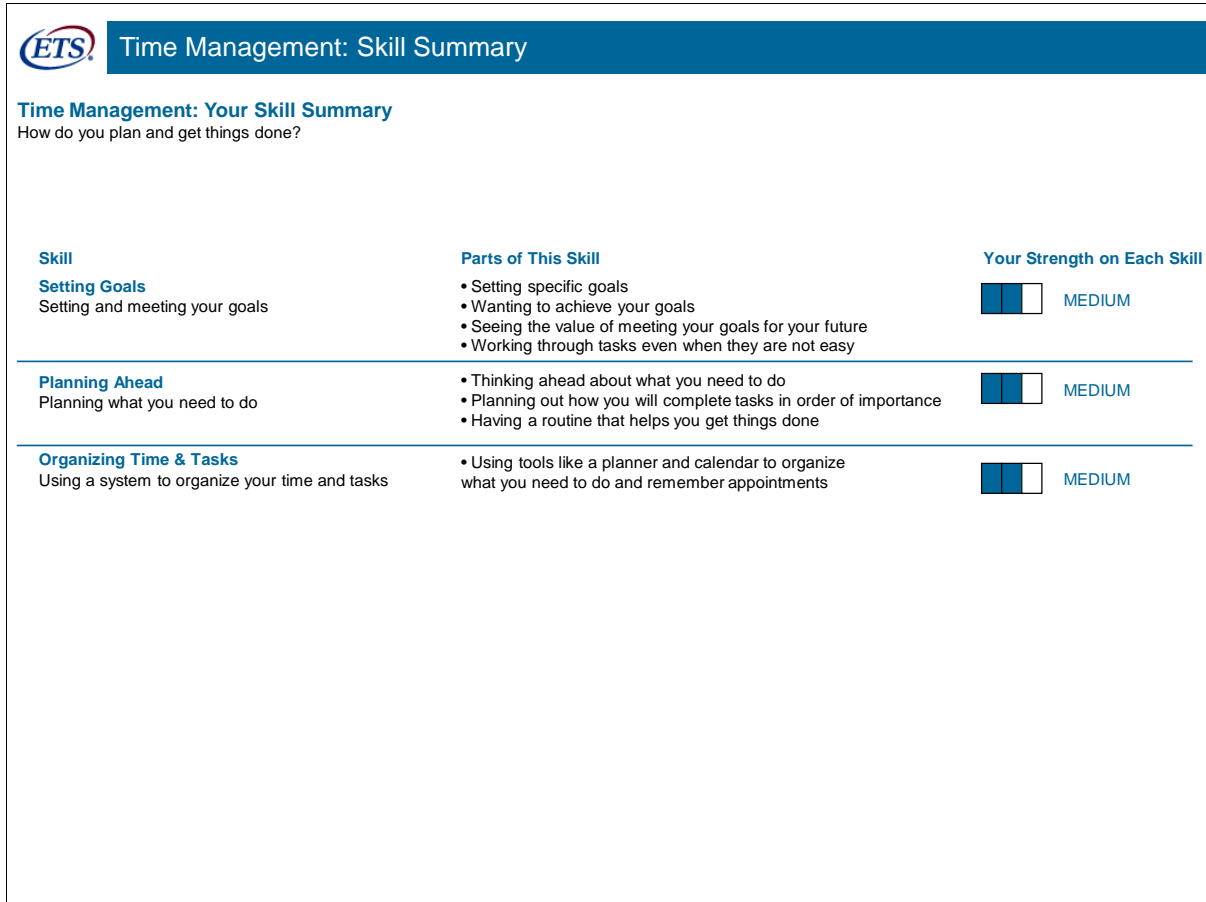 ETS. Time Management: Skill Summary
Time Management: Your Skill Summary
How do you plan and get things done?
Skill Parts of This Skill Your Strength on Each Skill
Setting Goals
Setting and meeting your goals
• Setting specific goals
• Wanting to achieve your goals
• Seeing the value of meeting your goals for your future
• Working through tasks even when they are not easy
MEDIUM
Planning Ahead
Planning what you need to do
• Thinking ahead about what you need to do
• Planning out how you will complete tasks in order of importance
• Having a routine that helps you get things done
MEDIUM
Organizing Time & Tasks
Using a system to organize your time and tasks
• Using tools like a planner and calendar to organize
what you need to do and remember appointments
MEDIUM